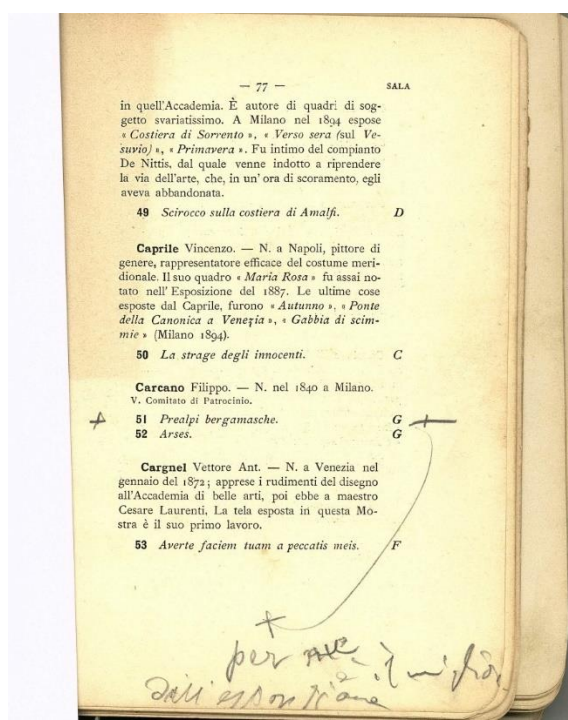 — 77 — SALA
in quell'Accademia. È autore di quadri di sog-
getto svariatissimo. A Milano nel 1894 espose
« Costiera di Sorrento », « Verso sera (sul Ve-
suvio) », « Primavera ». Fu intimo del compianto
De Nittis, dal quale venne indotto a riprendere
la via dell'arte, che, in un' ora di scoramento, egli
aveva abbandonata.
49 Scirocco sulla costiera di Amalfi. D
Caprile Vincenzo. — N. a Napoli, pittore di
genere, rappresentatore efficace del costume meri-
dionale. Il suo quadro « Maria Rosa » fu assai no-
tato nell' Esposizione del 1887. Le ultime cose
esposte dal Caprile, furono « Autunno », « Ponte
della Canonica a Venezia », « Gabbia di scim-
mie » (Milano 1894).
50 La strage degli innocenti. C
Carcano Filippo. — N. nel 1840 a Milano.
V. Comitato di Patrocinio.
51 Prealpi bergamasche. G
52 Arses. G
Cargnel Vettore Ant. — N. a Venezia nel
gennaio del 1872 ; apprese i rudimenti del disegno
all'Accademia di belle arti, poi ebbe a maestro
Cesare Laurenti. La tela esposta in questa Mo-
stra è il suo primo lavoro.
53 Averte faciem tuam a peccatis meis. F
per me è il miglior
dell'esposizione